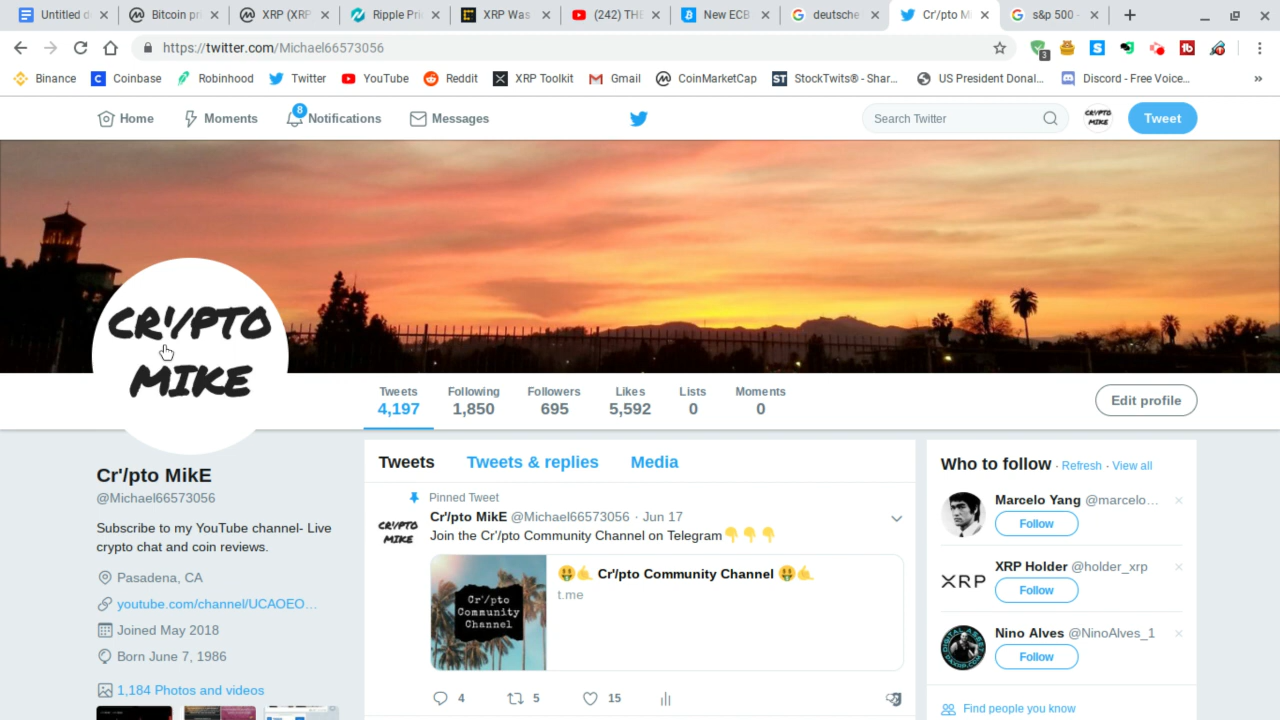 Untitled d
Bitcoin pr
XRP (XRP
Ripple Pri
XRP Was
(242) THE
New ECB
deutsche
Cr'/pto M
s&p 500 -
https://twitter.com/Michael66573056
3
Binance
Coinbase
Robinhood
Twitter
YouTube
Reddit
XRP Toolkit
Gmail
CoinMarketCap
ST
StockTwits® - Shar...
US President Donal...
Discord - Free Voice...
»
Home
Moments
8
Notifications
Messages
Search Twitter
CR'/PTO
MIKE
Tweet
CR'/PTO
MIKE
Tweets
4,197
Following
1,850
Followers
695
Likes
5,592
Lists
0
Moments
0
Edit profile
Cr'/pto MikE
@Michael66573056
Subscribe to my YouTube channel- Live
crypto chat and coin reviews.
Pasadena, CA
youtube.com/channel/UCAOEO...
Joined May 2018
Born June 7, 1986
1,184 Photos and videos
Tweets
Tweets & replies
Media
Pinned Tweet
CR'/PTO
MIKE
Cr'/pto MikE @Michael66573056 · Jun 17
Join the Cr'/pto Community Channel on Telegram👇👇👇
Cr'/pto
Community
Channel
🤑🤙 Cr'/pto Community Channel 🤑🤙
t.me
4
5
15
Who to follow · Refresh · View all
Marcelo Yang @marcelo...
Follow
XRP
XRP Holder @holder_xrp
Follow
Nino Alves @NinoAlves_1
Follow
Find people you know